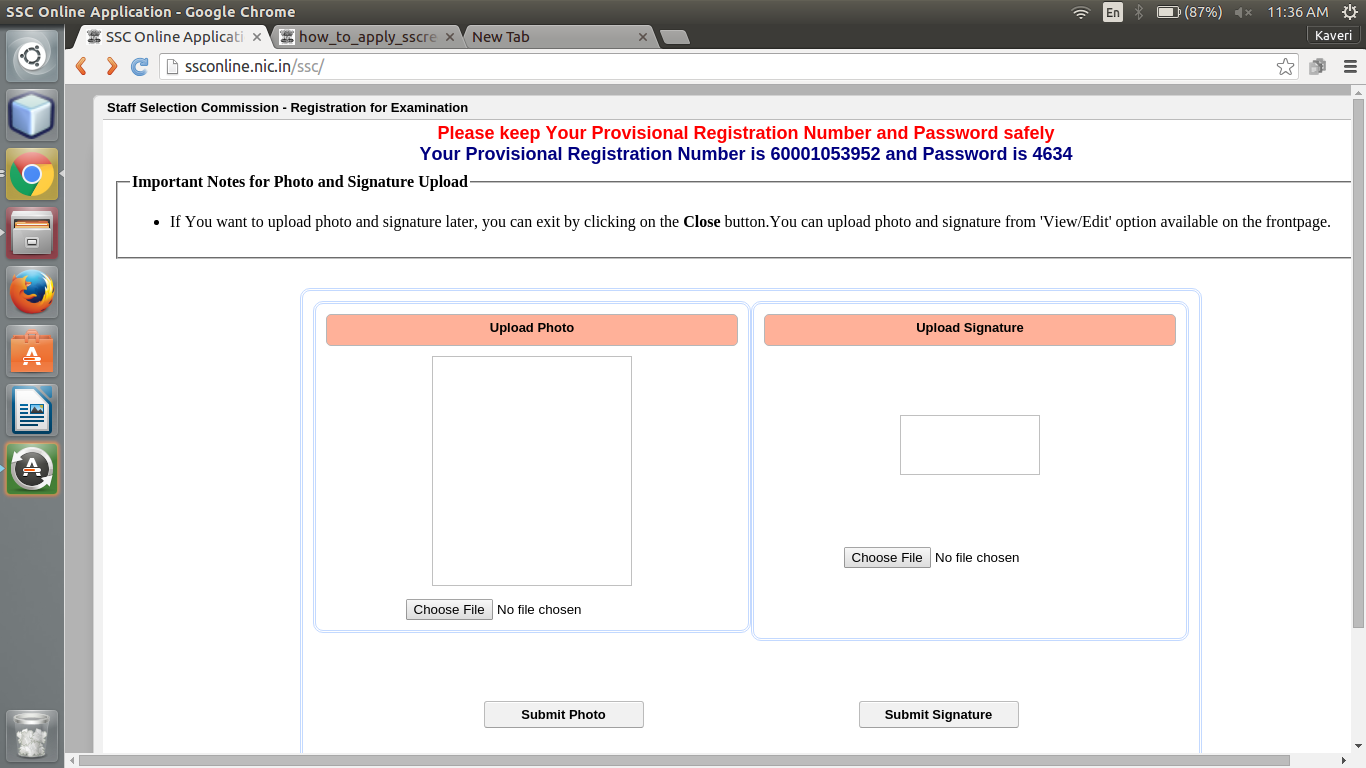 SSC Online Application - Google Chrome
En (87%) 11:36 AM
SSC Online Applicati how_to_apply_sscre New Tab Kaveri
ssconline.nic.in/ssc/
Staff Selection Commission - Registration for Examination
Please keep Your Provisional Registration Number and Password safely
Your Provisional Registration Number is 60001053952 and Password is 4634
Important Notes for Photo and Signature Upload
• If You want to upload photo and signature later, you can exit by clicking on the Close button.You can upload photo and signature from 'View/Edit' option available on the frontpage.
Upload Photo Upload Signature
Choose File No file chosen
Choose File No file chosen
Submit Photo Submit Signature